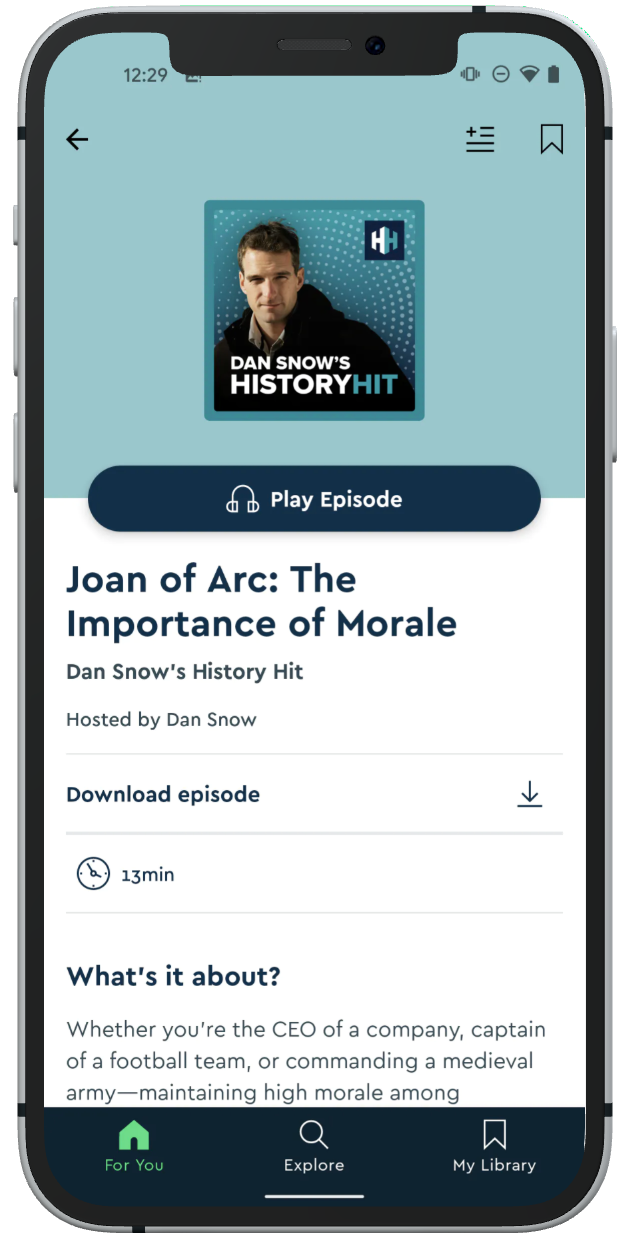 12:29
HH
DAN SNOW'S
HISTORYHIT
Play Episode
Joan of Arc: The
Importance of Morale
Dan Snow's History Hit
Hosted by Dan Snow
Download episode
13min
What's it about?
Whether you're the CEO of a company, captain
of a football team, or commanding a medieval
army—maintaining high morale among
For You
Explore
My Library